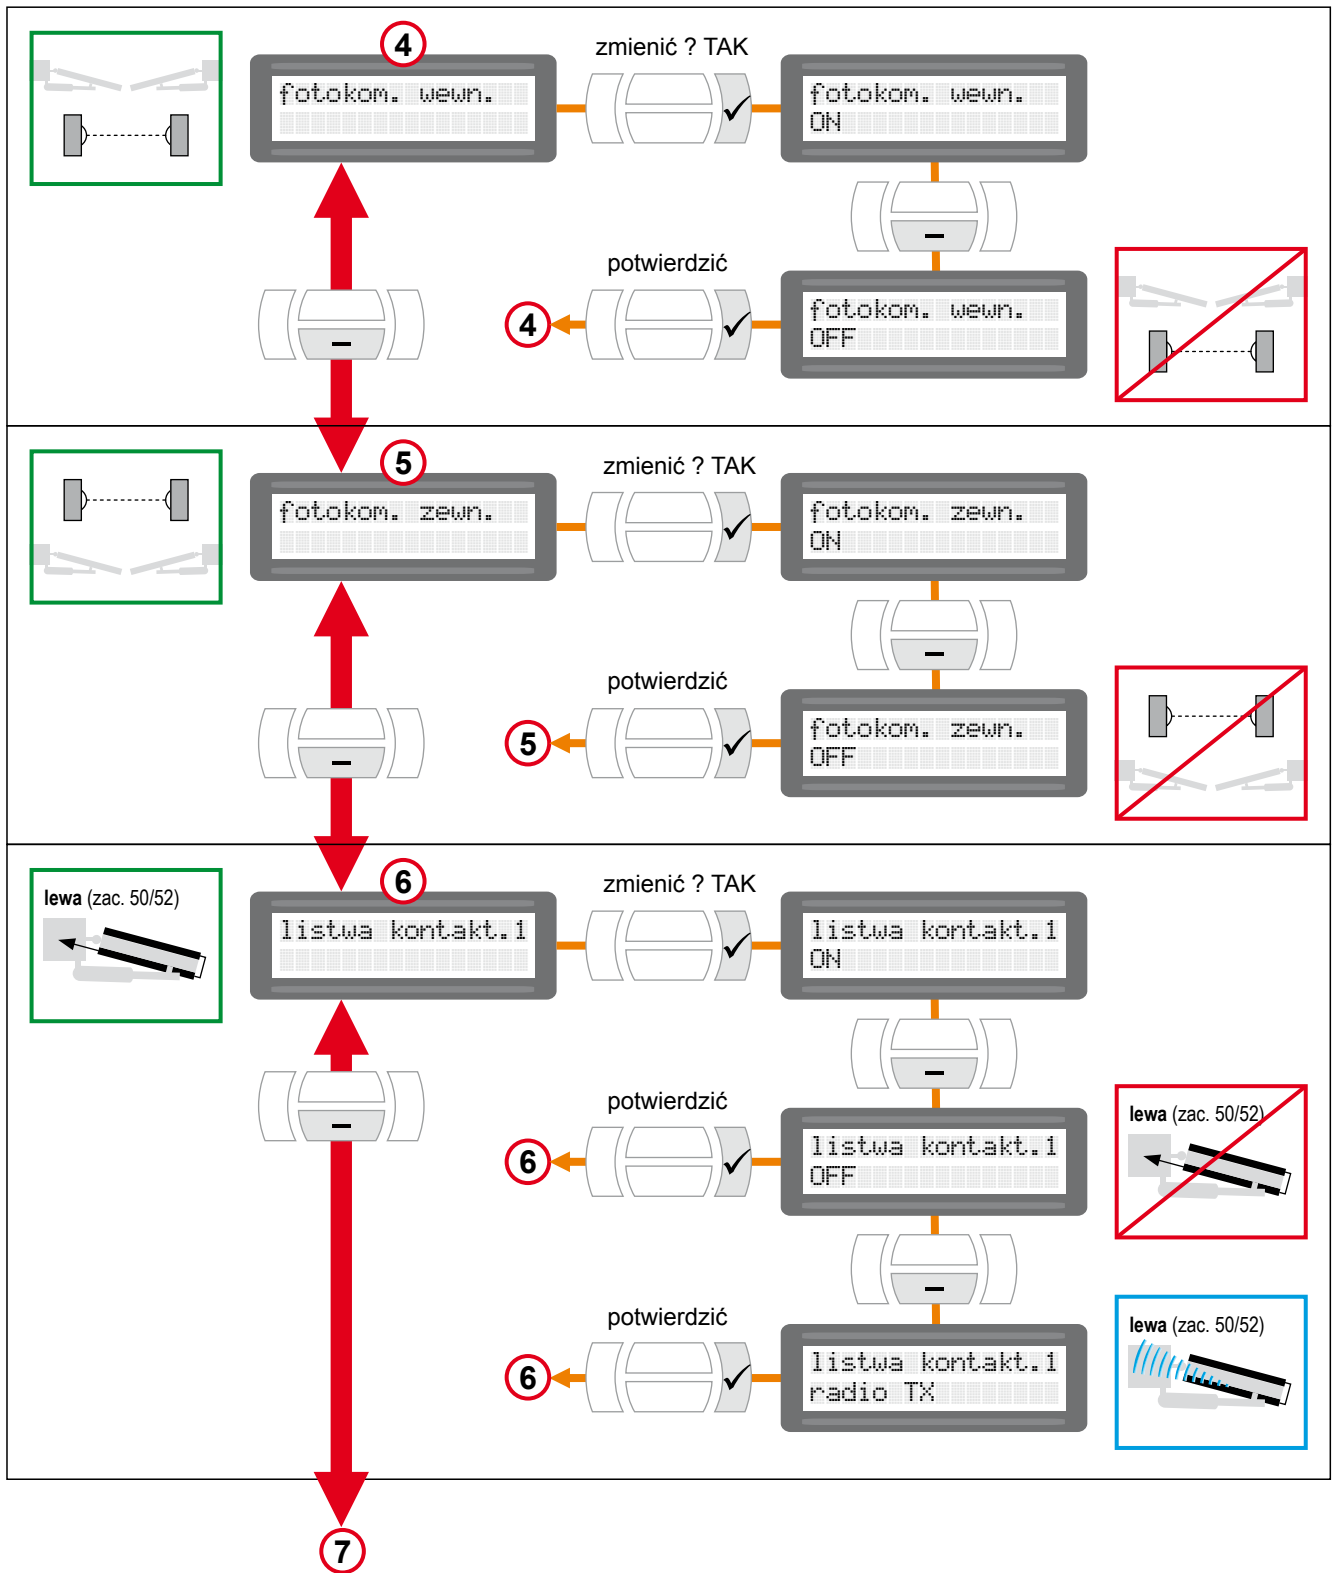 4
zmienić ? TAK
fotokom. wewn.
fotokom. wewn.
ON
potwierdzić
4
fotokom. wewn.
OFF
5
zmienić ? TAK
fotokom. zewn.
fotokom. zewn.
ON
potwierdzić
5
fotokom. zewn.
OFF
6
zmienić ? TAK
lewa (zac. 50/52)
listwa kontakt.1
listwa kontakt.1
ON
potwierdzić
6
listwa kontakt.1
OFF
lewa (zac. 50/52)
potwierdzić
6
listwa kontakt.1
radio TX
lewa (zac. 50/52)
7